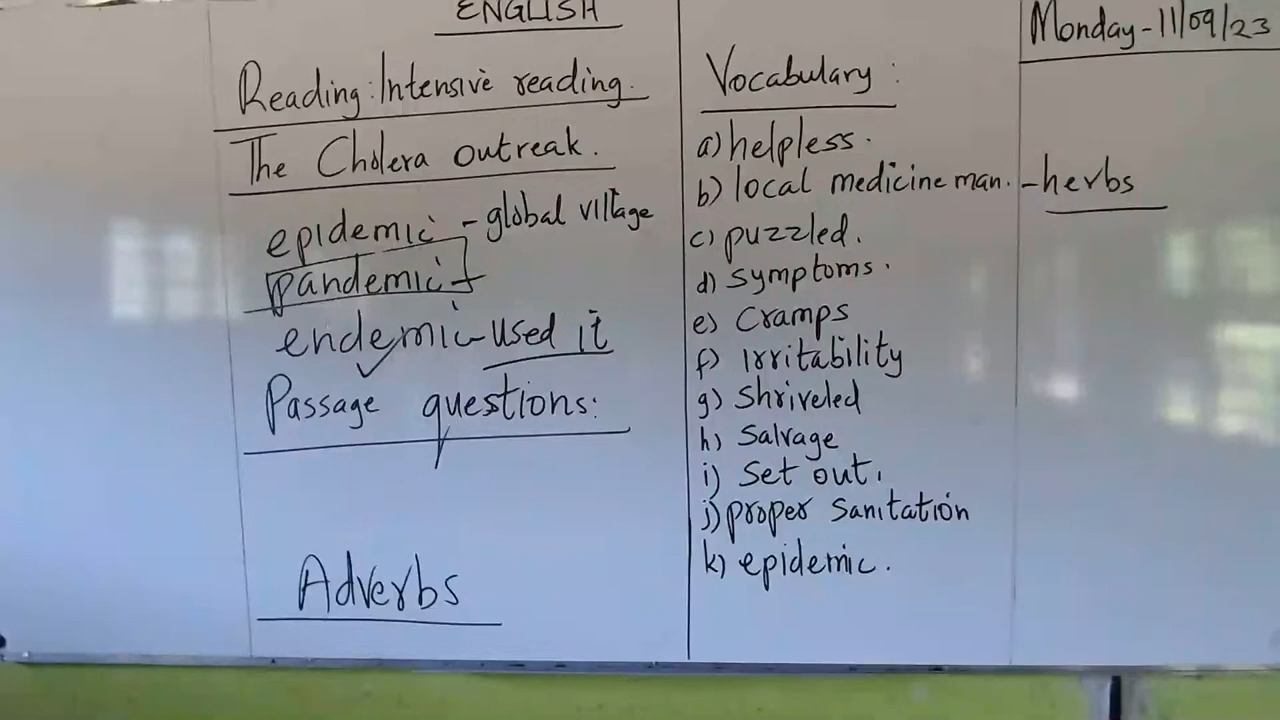 ENGLISH
Reading: Intensive reading.
The Cholera outreak.
epidemic - global village
pandemic
endemic - used it
Passage questions:
Adverbs
Vocabulary:
a) helpless.
b) local medicine man. - herbs
c) puzzled.
d) symptoms.
e) cramps
f) irritability
g) shriveled
h) Salvage
i) Set out.
j) proper sanitation
k) epidemic.
Monday - 11/09/23